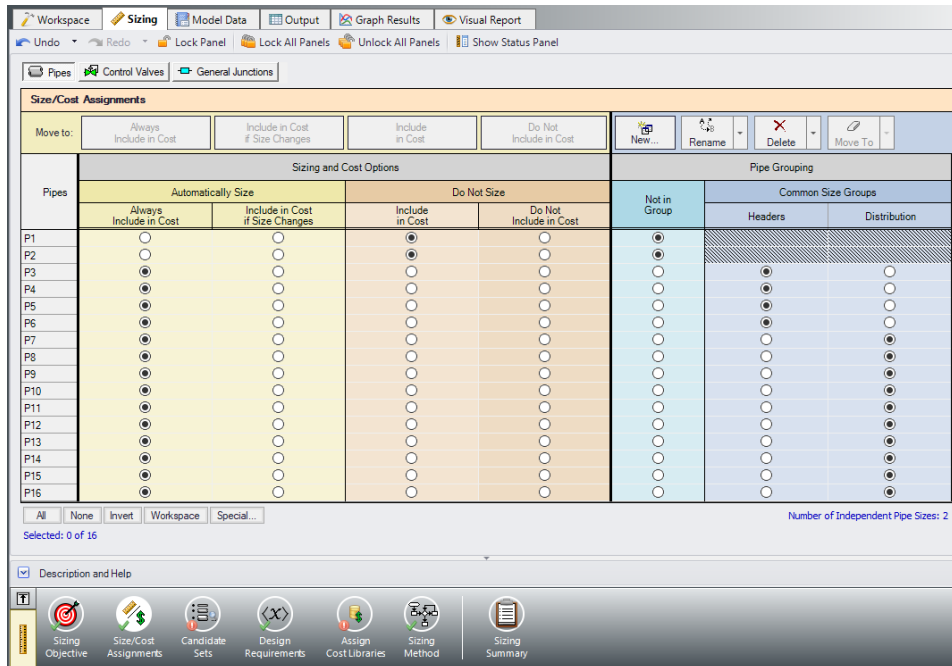 Workspace Sizing Model Data Output Graph Results Visual Report
Undo Redo Lock Panel Lock All Panels Unlock All Panels Show Status Panel
Pipes Control Valves General Junctions
Size/Cost Assignments
Move to:
Always
Include in Cost
Include in Cost
if Size Changes
Include
in Cost
Do Not
Include in Cost
New... Rename Delete Move To
Pipes
Sizing and Cost Options
Pipe Grouping
Automatically Size
Do Not Size
Not in
Group
Common Size Groups
Always
Include in Cost
Include in Cost
if Size Changes
Include
in Cost
Do Not
Include in Cost
Headers
Distribution
P1
P2
P3
P4
P5
P6
P7
P8
P9
P10
P11
P12
P13
P14
P15
P16
All None Invert Workspace Special...
Number of Independent Pipe Sizes: 2
Selected: 0 of 16
Description and Help
Sizing
Objective
Size/Cost
Assignments
Candidate
Sets
Design
Requirements
Assign
Cost Libraries
Sizing
Method
Sizing
Summary